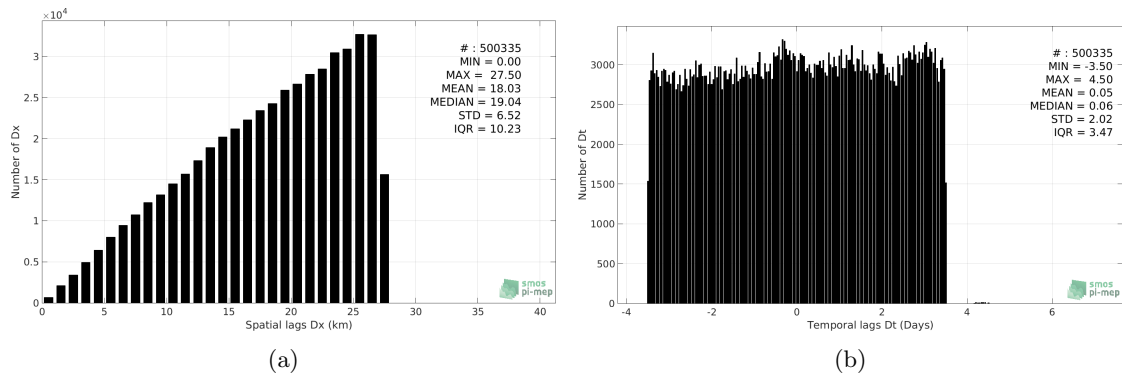 ×10⁴
3
2.5
2
1.5
1
0.5
0
Number of Dx
# : 500335
MIN = 0.00
MAX = 27.50
MEAN = 18.03
MEDIAN = 19.04
STD = 6.52
IQR = 10.23
smos
pi-mep
0 5 10 15 20 25 30 35 40
Spatial lags Dx (km)
(a)
3000
2500
2000
1500
1000
500
0
Number of Dt
# : 500335
MIN = -3.50
MAX = 4.50
MEAN = 0.05
MEDIAN = 0.06
STD = 2.02
IQR = 3.47
smos
pi-mep
-4 -2 0 2 4 6
Temporal lags Dt (Days)
(b)